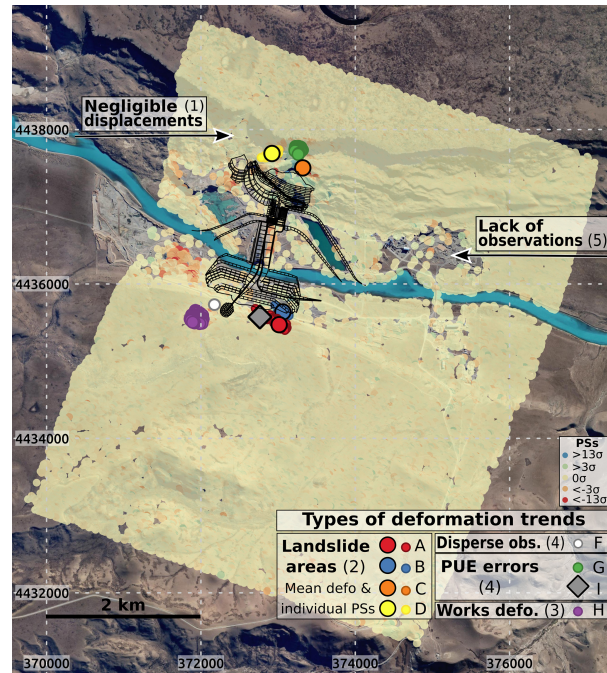 Negligible (1)
displacements
4438000
Lack of
observations (5)
4436000
4434000
PSs
>13σ
>3σ
0σ
<-3σ
<-13σ
Types of deformation trends
Landslide
areas (2)
Mean defo &
individual PSs
A
B
C
D
Disperse obs. (4) F
PUE errors
(4)
G
I
Works defo. (3) H
4432000
2 km
370000
372000
374000
376000